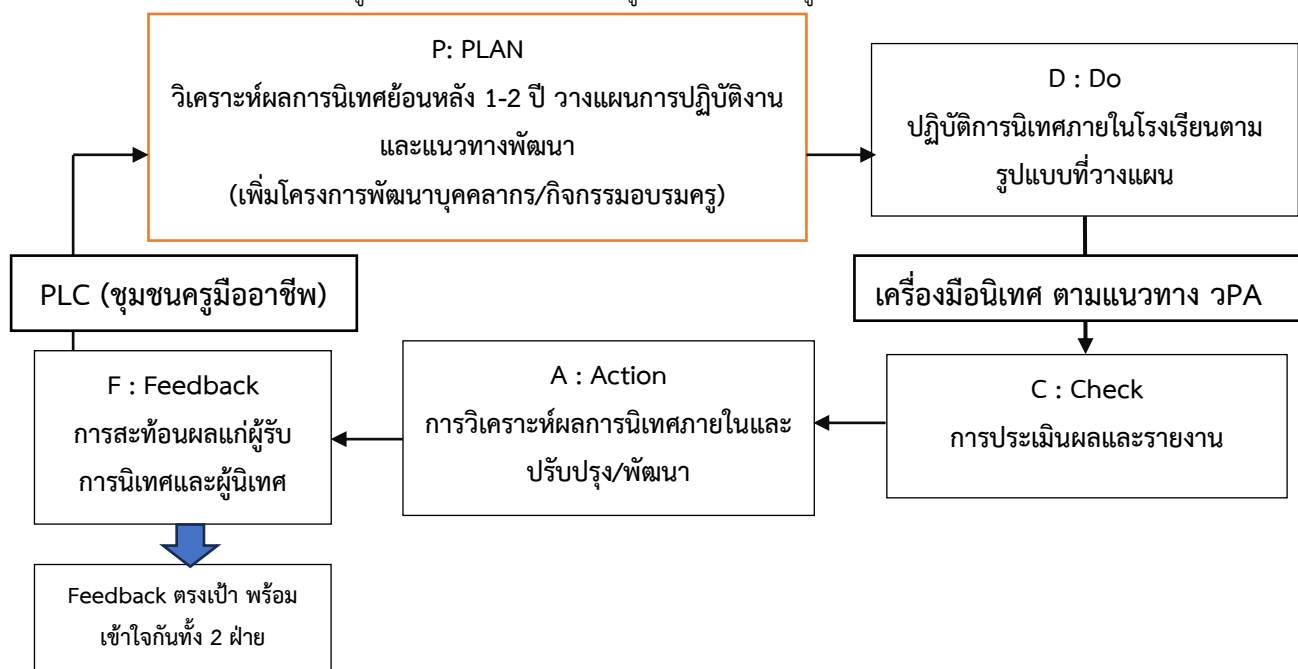 P: PLAN
วิเคราะห์ผลการนิเทศย้อนหลัง 1-2 ปี วางแผนการปฏิบัติงาน
และแนวทางพัฒนา
(เพิ่มโครงการพัฒนาบุคคลากร/กิจกรรมอบรมครู)
D : Do
ปฏิบัติการนิเทศภายในโรงเรียนตาม
รูปแบบที่วางแผน
PLC (ชุมชนครูมืออาชีพ)
เครื่องมือนิเทศ ตามแนวทาง วPA
F : Feedback
การสะท้อนผลแก่ผู้รับ
การนิเทศและผู้นิเทศ
A : Action
การวิเคราะห์ผลการนิเทศภายในและ
ปรับปรุง/พัฒนา
C : Check
การประเมินผลและรายงาน
Feedback ตรงเป้า พร้อม
เข้าใจกันทั้ง 2 ฝ่าย